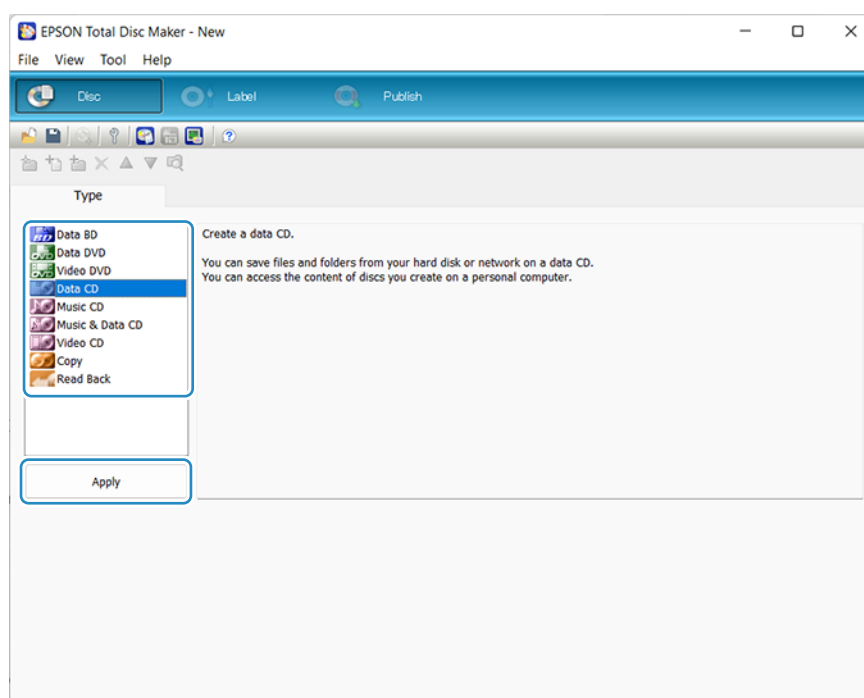 EPSON Total Disc Maker - New
File View Tool Help
Disc Label Publish
Type
Data BD
Data DVD
Video DVD
Data CD
Music CD
Music & Data CD
Video CD
Copy
Read Back
Apply
Create a data CD.
You can save files and folders from your hard disk or network on a data CD.
You can access the content of discs you create on a personal computer.